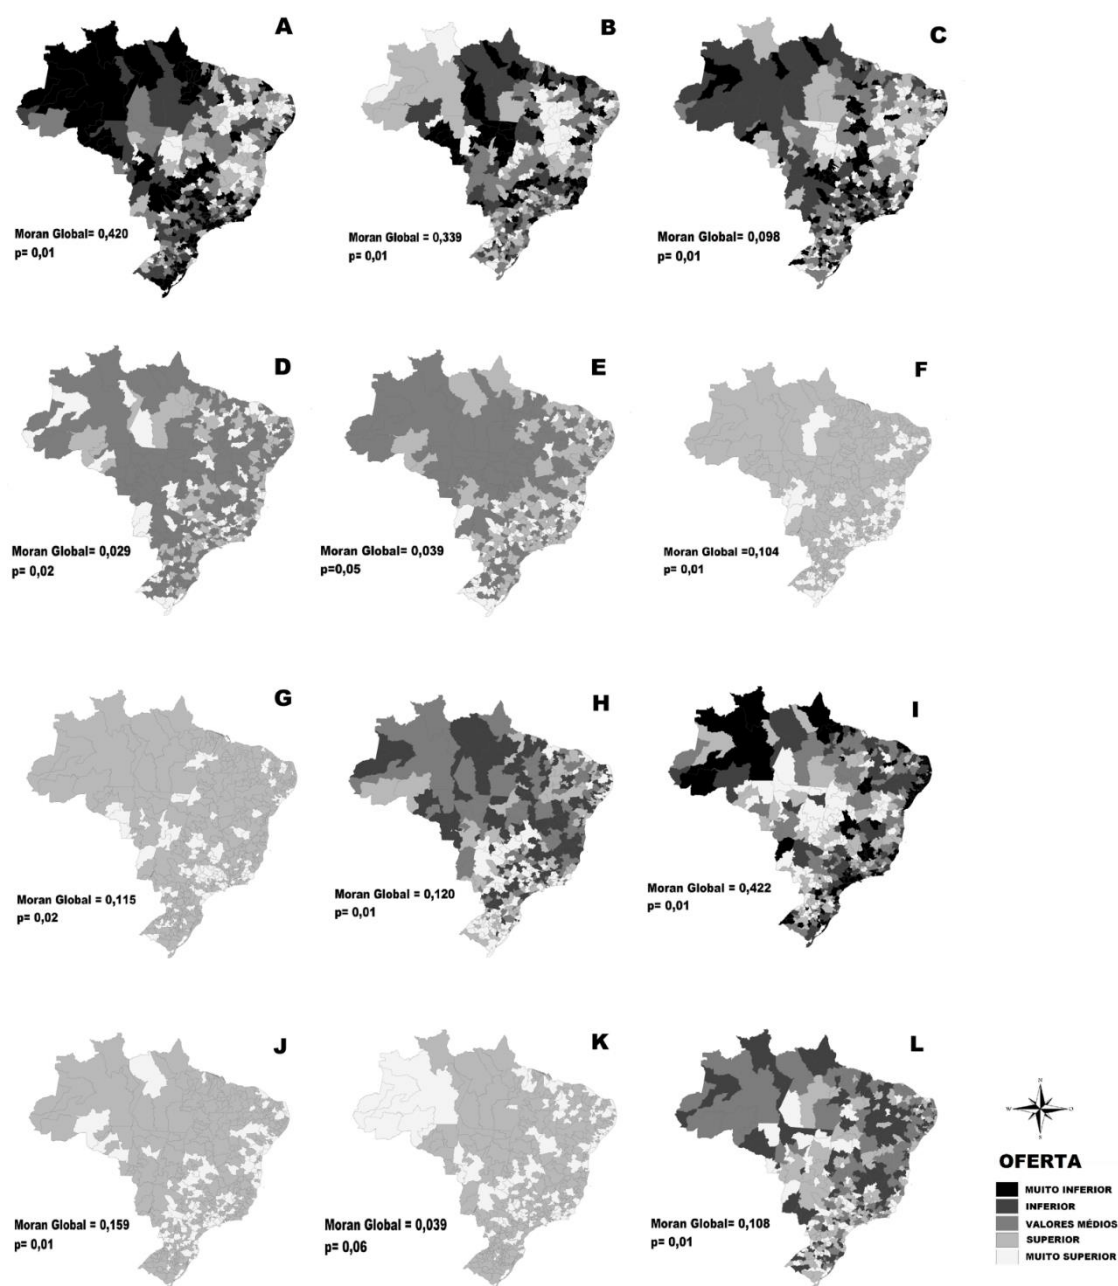 A
B
C
Moran Global= 0,420
p= 0,01
Moran Global = 0,339
p= 0,01
Moran Global= 0,098
p= 0,01
D
E
F
Moran Global= 0,029
p= 0,02
Moran Global= 0,039
p=0,05
Moran Global =0,104
p= 0,01
G
H
I
Moran Global = 0,115
p= 0,02
Moran Global = 0,120
p= 0,01
Moran Global = 0,422
p= 0,01
J
K
L
Moran Global = 0,159
p= 0,01
Moran Global = 0,039
p= 0,06
Moran Global= 0,108
p= 0,01
N
W
O
S
OFERTA
MUITO INFERIOR
INFERIOR
VALORES MÉDIOS
SUPERIOR
MUITO SUPERIOR